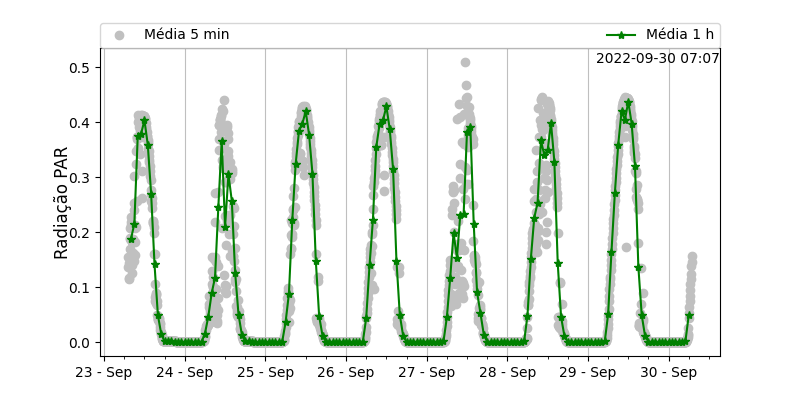 Média 5 min
Média 1 h
2022-09-30 07:07
Radiação PAR
0.5
0.4
0.3
0.2
0.1
0.0
23 - Sep
24 - Sep
25 - Sep
26 - Sep
27 - Sep
28 - Sep
29 - Sep
30 - Sep